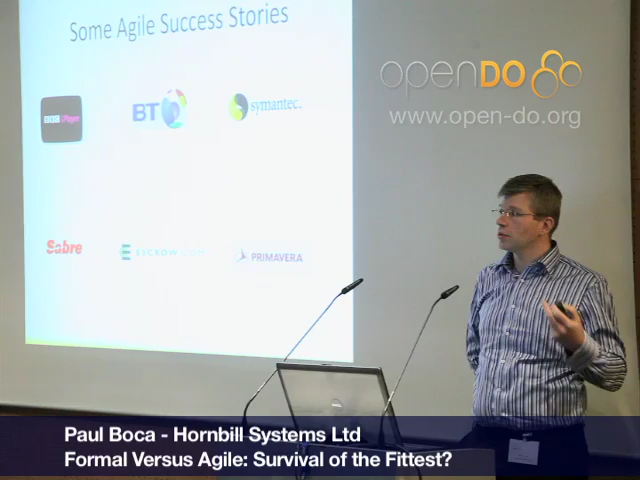 Some Agile Success Stories
openDO
www.open-do.org
BBC iPlayer
BT
symantec.
Sabre
ESCROW.COM
PRIMAVERA
Paul Boca - Hornbill Systems Ltd
Formal Versus Agile: Survival of the Fittest?